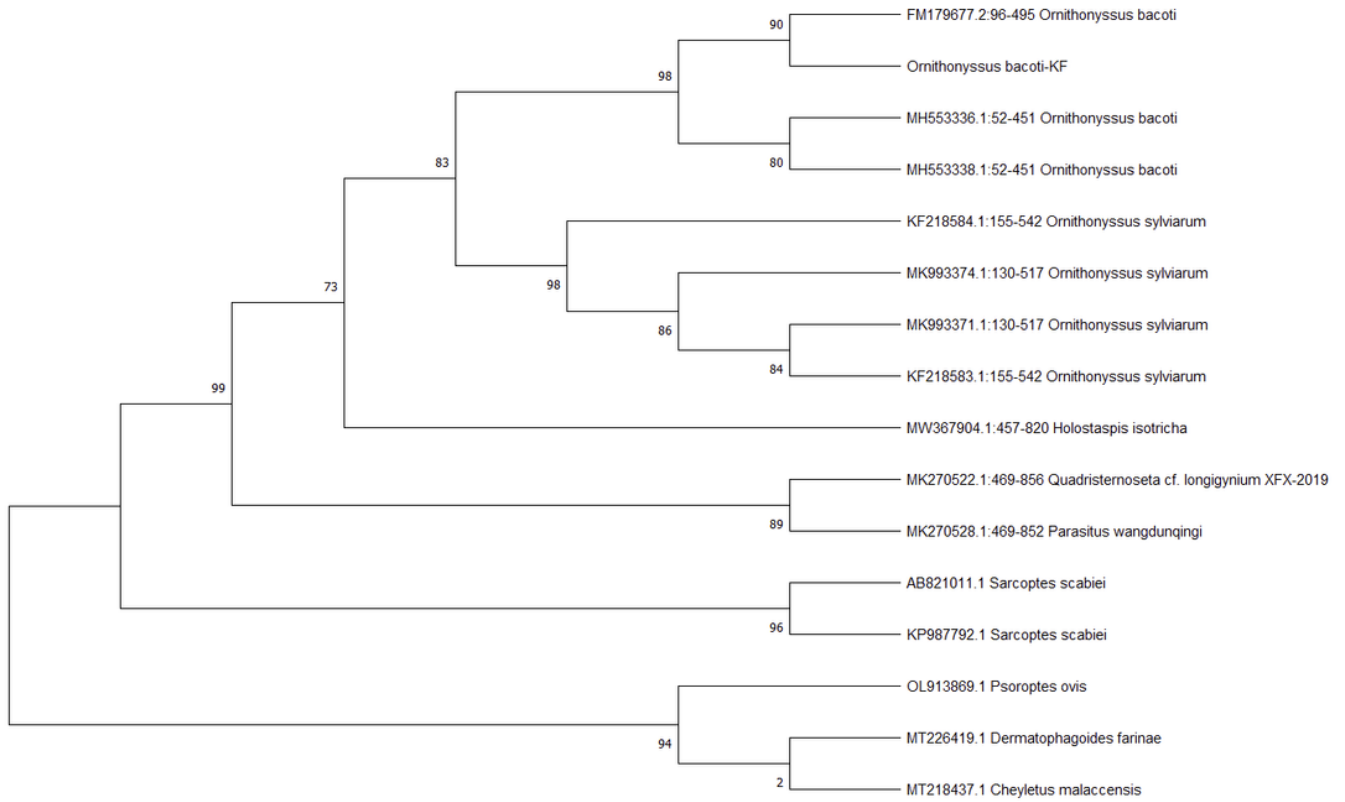 FM179677.2:96-495 Ornithonyssus bacoti
90
Ornithonyssus bacoti-KF
98
MH553336.1:52-451 Ornithonyssus bacoti
83
80
MH553338.1:52-451 Ornithonyssus bacoti
KF218584.1:155-542 Ornithonyssus sylviarum
MK993374.1:130-517 Ornithonyssus sylviarum
73
98
MK993371.1:130-517 Ornithonyssus sylviarum
86
84
KF218583.1:155-542 Ornithonyssus sylviarum
99
MW367904.1:457-820 Holostaspis isotricha
MK270522.1:469-856 Quadristernoseta cf. longigynium XFX-2019
89
MK270528.1:469-852 Parasitus wangdunqingi
AB821011.1 Sarcoptes scabiei
96
KP987792.1 Sarcoptes scabiei
OL913869.1 Psoroptes ovis
MT226419.1 Dermatophagoides farinae
94
2
MT218437.1 Cheyletus malaccensis